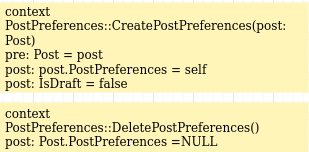 context
PostPreferences::CreatePostPreferences(post:
Post)
pre: Post = post
post: post.PostPreferences = self
post: IsDraft = false
context
PostPreferences::DeletePostPreferences()
post: Post.PostPreferences =NULL